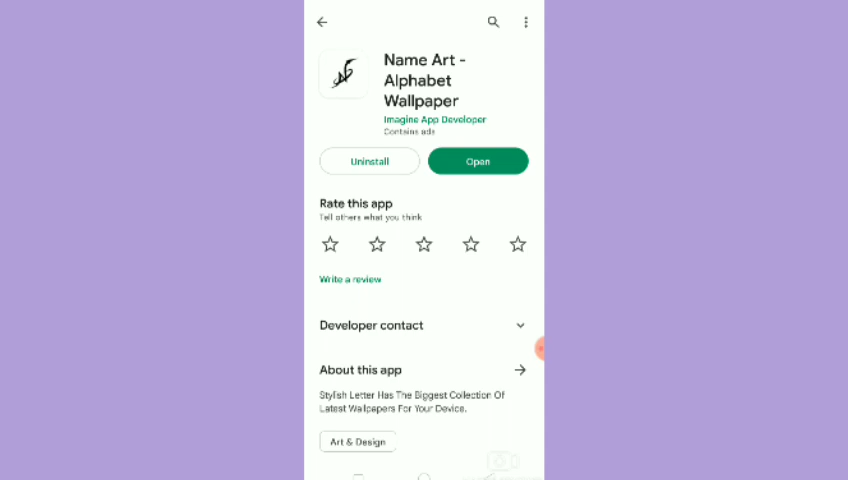 Name Art -
Alphabet
Wallpaper
Imagine App Developer
Contains ads
Uninstall
Open
Rate this app
Tell others what you think
Write a review
Developer contact
About this app
Stylish Letter Has The Biggest Collection Of
Latest Wallpapers For Your Device.
Art & Design